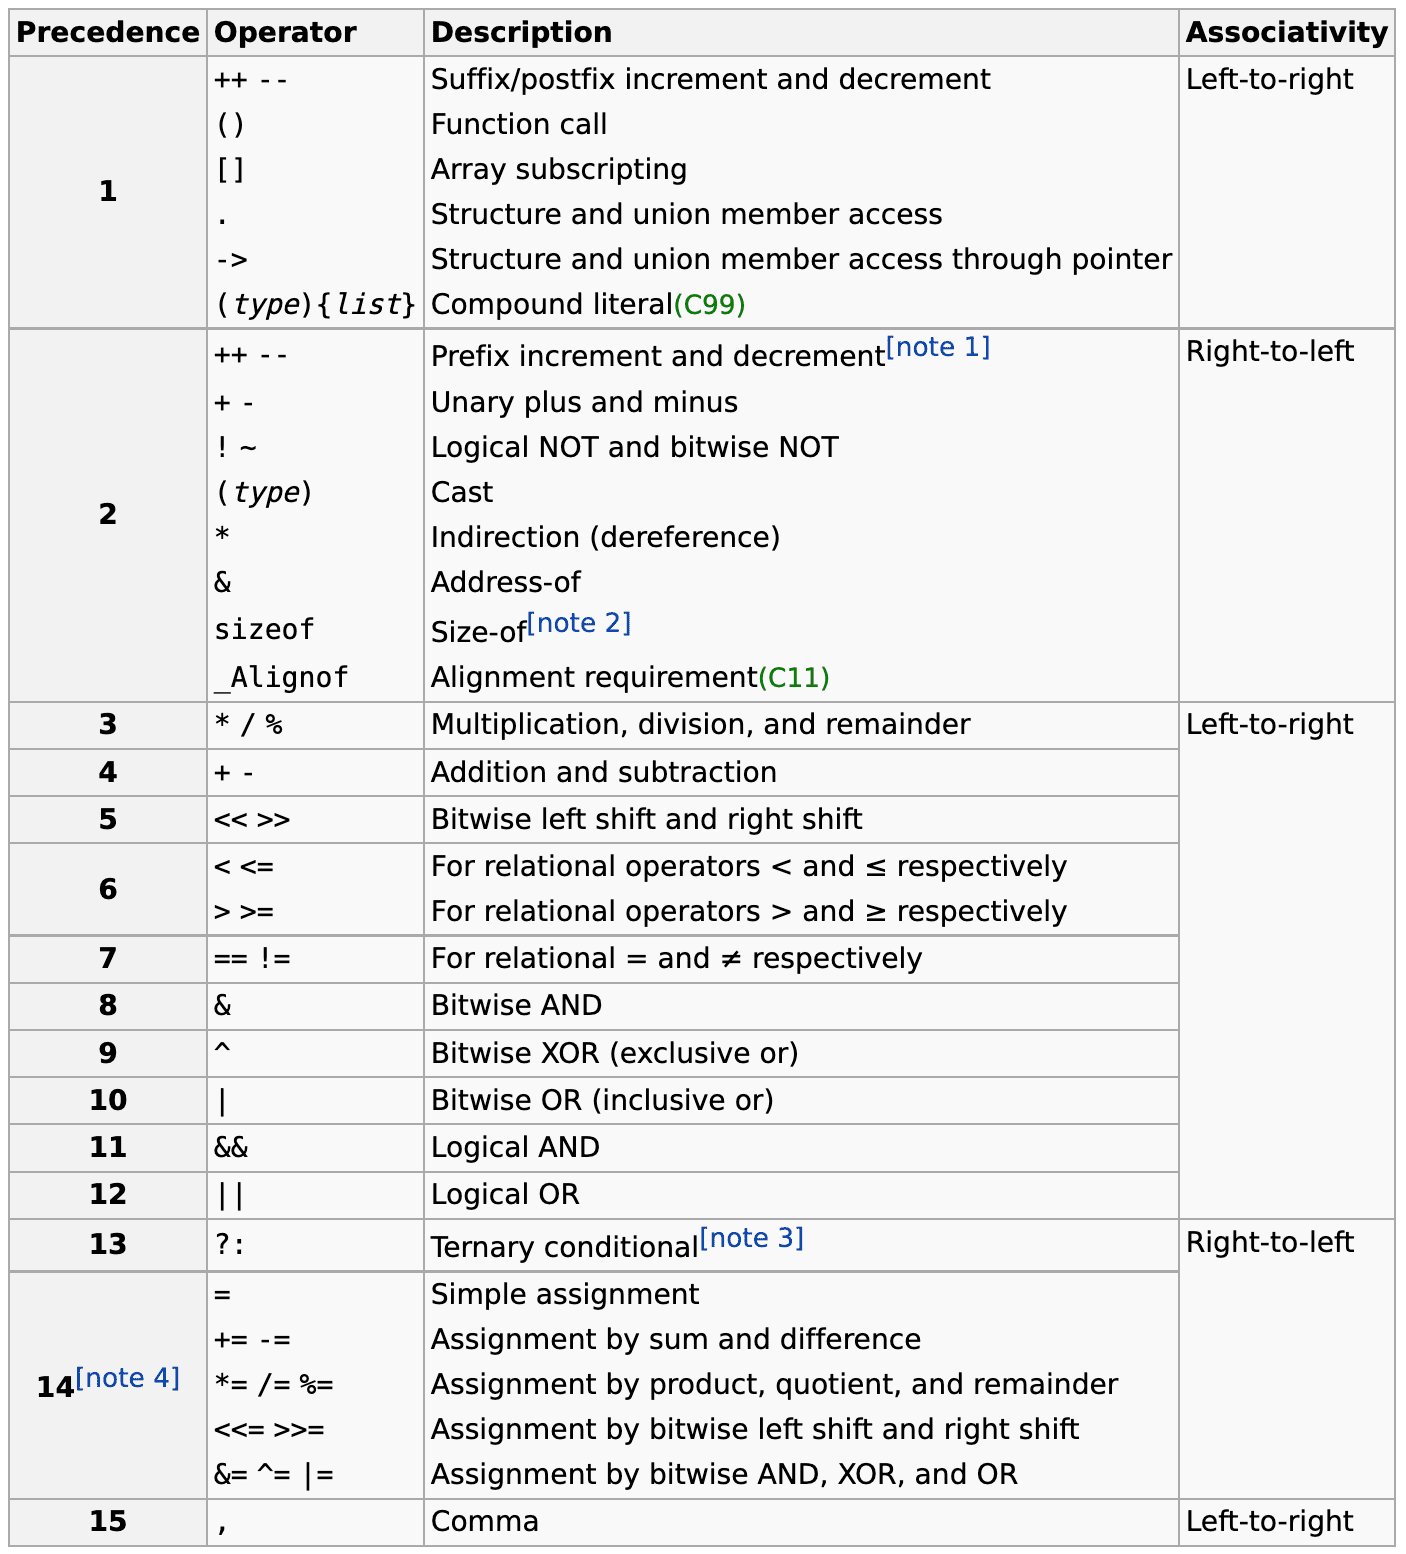 Precedence Operator Description Associativity
1 ++ -- Suffix/postfix increment and decrement Left-to-right
() Function call
[] Array subscripting
. Structure and union member access
-> Structure and union member access through pointer
(type){list} Compound literal(C99)
2 ++ -- Prefix increment and decrement[note 1] Right-to-left
+ - Unary plus and minus
! ~ Logical NOT and bitwise NOT
(type) Cast
* Indirection (dereference)
& Address-of
sizeof Size-of[note 2]
_Alignof Alignment requirement(C11)
3 * / % Multiplication, division, and remainder Left-to-right
4 + - Addition and subtraction
5 << >> Bitwise left shift and right shift
6 < <= For relational operators < and ≤ respectively
> >= For relational operators > and ≥ respectively
7 == != For relational = and ≠ respectively
8 & Bitwise AND
9 ^ Bitwise XOR (exclusive or)
10 | Bitwise OR (inclusive or)
11 && Logical AND
12 || Logical OR
13 ?: Ternary conditional[note 3] Right-to-left
14[note 4] = Simple assignment
+= -= Assignment by sum and difference
*= /= %= Assignment by product, quotient, and remainder
<<= >>= Assignment by bitwise left shift and right shift
&= ^= |= Assignment by bitwise AND, XOR, and OR
15 , Comma Left-to-right